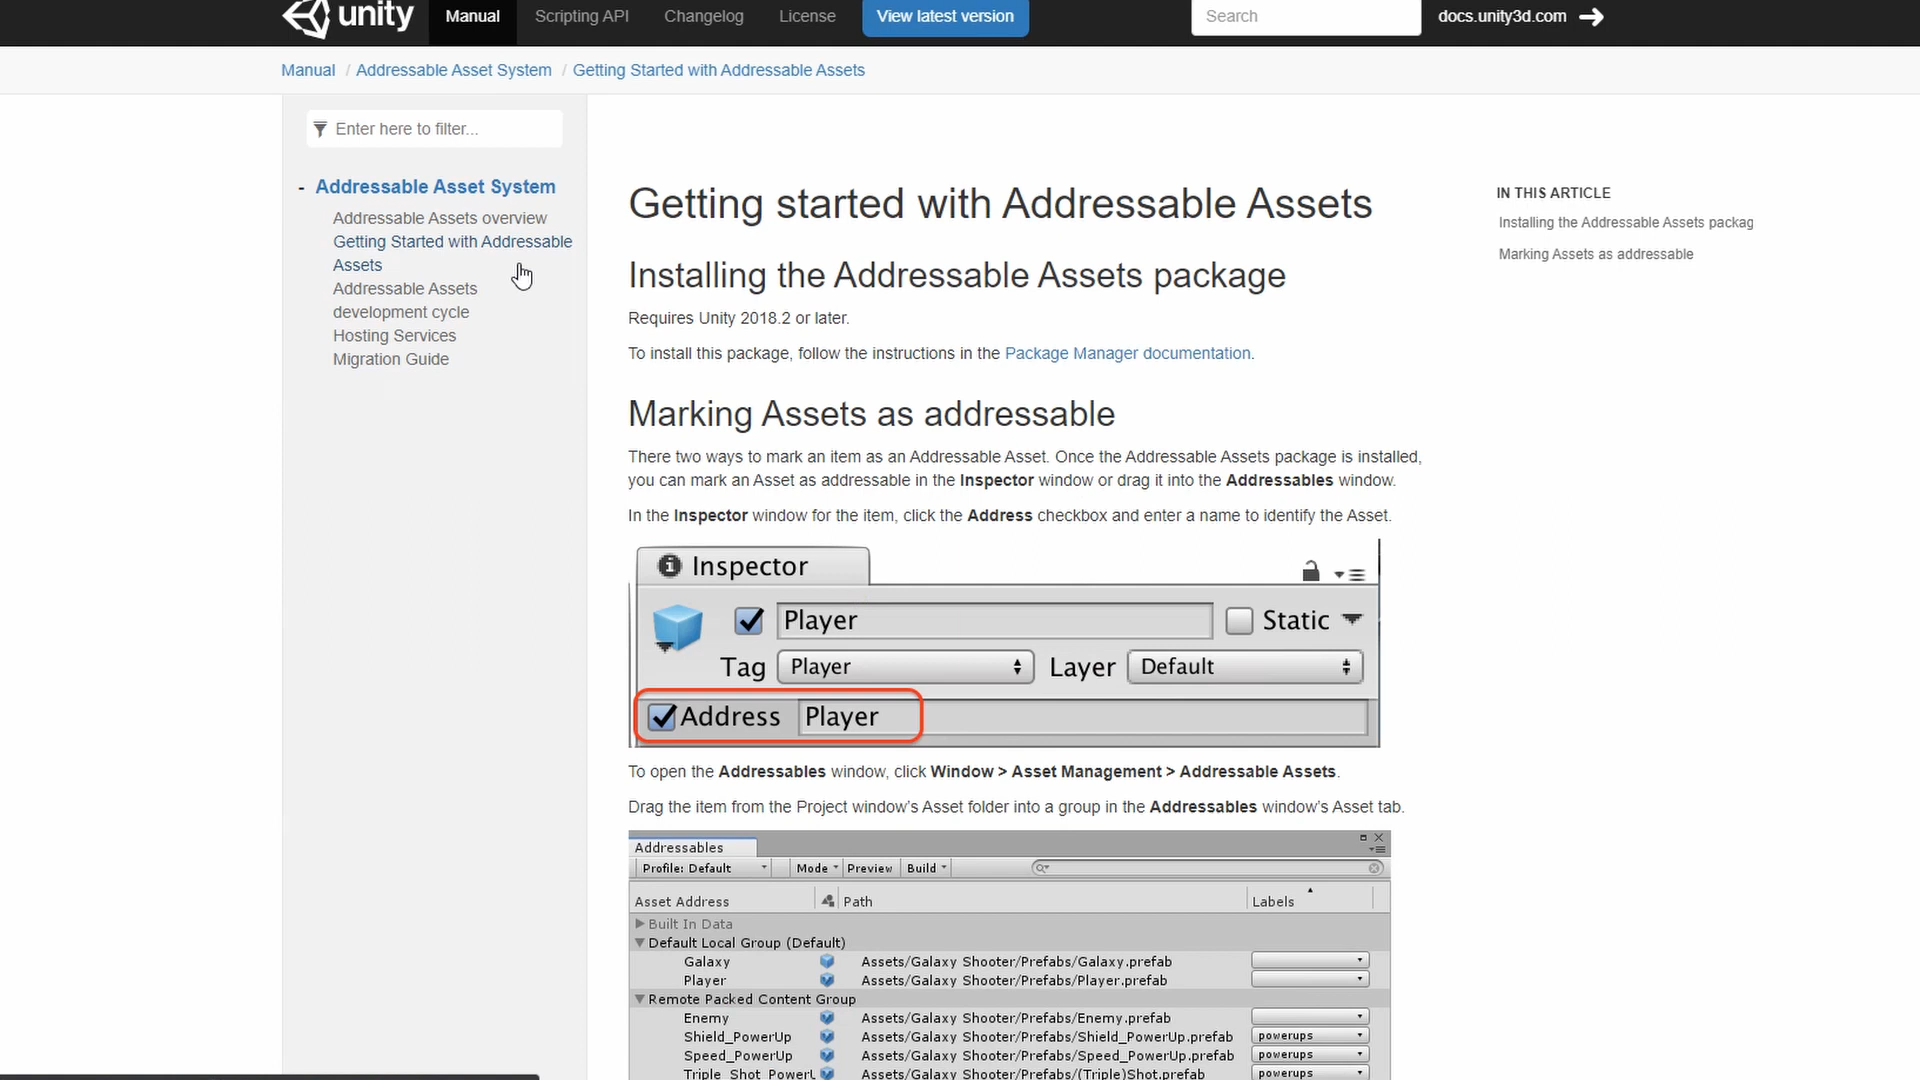 unity Manual Scripting API Changelog License View latest version Search docs.unity3d.com
Manual / Addressable Asset System / Getting Started with Addressable Assets
Enter here to filter...
- Addressable Asset System
Addressable Assets overview
Getting Started with Addressable
Assets
Addressable Assets
development cycle
Hosting Services
Migration Guide
Getting started with Addressable Assets
Installing the Addressable Assets package
Requires Unity 2018.2 or later.
To install this package, follow the instructions in the Package Manager documentation.
Marking Assets as addressable
There two ways to mark an item as an Addressable Asset. Once the Addressable Assets package is installed,
you can mark an Asset as addressable in the Inspector window or drag it into the Addressables window.
In the Inspector window for the item, click the Address checkbox and enter a name to identify the Asset.
Inspector
Player Static
Tag Player Layer Default
Address Player
To open the Addressables window, click Window > Asset Management > Addressable Assets.
Drag the item from the Project window's Asset folder into a group in the Addressables window's Asset tab.
Addressables
Profile: Default Mode Preview Build
Asset Address Path Labels
Built In Data
Default Local Group (Default)
Galaxy Assets/Galaxy Shooter/Prefabs/Galaxy.prefab
Player Assets/Galaxy Shooter/Prefabs/Player.prefab
Remote Packed Content Group
Enemy Assets/Galaxy Shooter/Prefabs/Enemy.prefab
Shield_PowerUp Assets/Galaxy Shooter/Prefabs/Shield_PowerUp.prefab powerups
Speed_PowerUp Assets/Galaxy Shooter/Prefabs/Speed_PowerUp.prefab powerups
Triple_Shot_PowerU Assets/Galaxy Shooter/Prefabs/(Triple)Shot.prefab powerups
IN THIS ARTICLE
Installing the Addressable Assets packag
Marking Assets as addressable